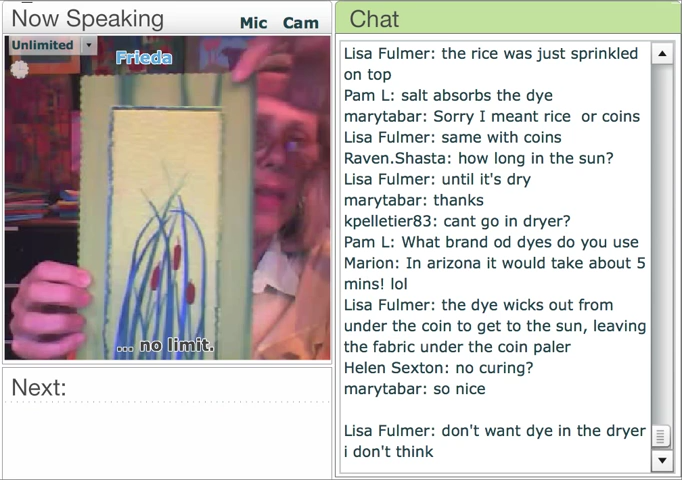 Now Speaking
Mic Cam
Unlimited
Frieda
... no limit.
Next:
Chat
Lisa Fulmer: the rice was just sprinkled
on top
Pam L: salt absorbs the dye
marytabar: Sorry I meant rice or coins
Lisa Fulmer: same with coins
Raven.Shasta: how long in the sun?
Lisa Fulmer: until it's dry
marytabar: thanks
kpelletier83: cant go in dryer?
Pam L: What brand od dyes do you use
Marion: In arizona it would take about 5
mins! lol
Lisa Fulmer: the dye wicks out from
under the coin to get to the sun, leaving
the fabric under the coin paler
Helen Sexton: no curing?
marytabar: so nice
Lisa Fulmer: don't want dye in the dryer
i don't think